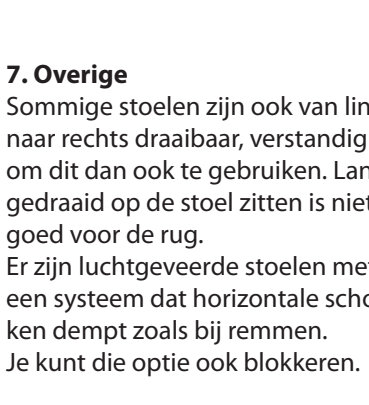 7. Overige
Sommige stoelen zijn ook van lin
naar rechts draaibaar, verstandig
om dit dan ook te gebruiken. Lan
gedraaid op de stoel zitten is niet
goed voor de rug.
Er zijn luchtgeveerde stoelen met
een systeem dat horizontale scho
ken dempt zoals bij remmen.
Je kunt die optie ook blokkeren.